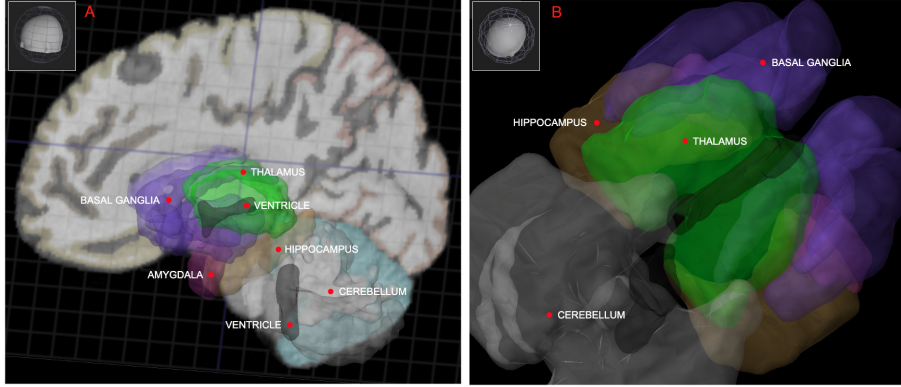 A
THALAMUS
BASAL GANGLIA
VENTRICLE
HIPPOCAMPUS
AMYGDALA
CEREBELLUM
VENTRICLE
B
BASAL GANGLIA
HIPPOCAMPUS
THALAMUS
CEREBELLUM